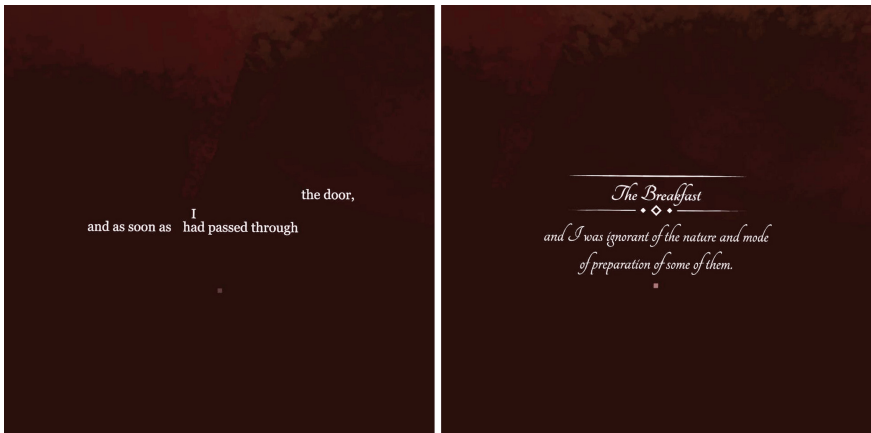 the door,
I
and as soon as had passed through
The Breakfast
and I was ignorant of the nature and mode
of preparation of some of them.